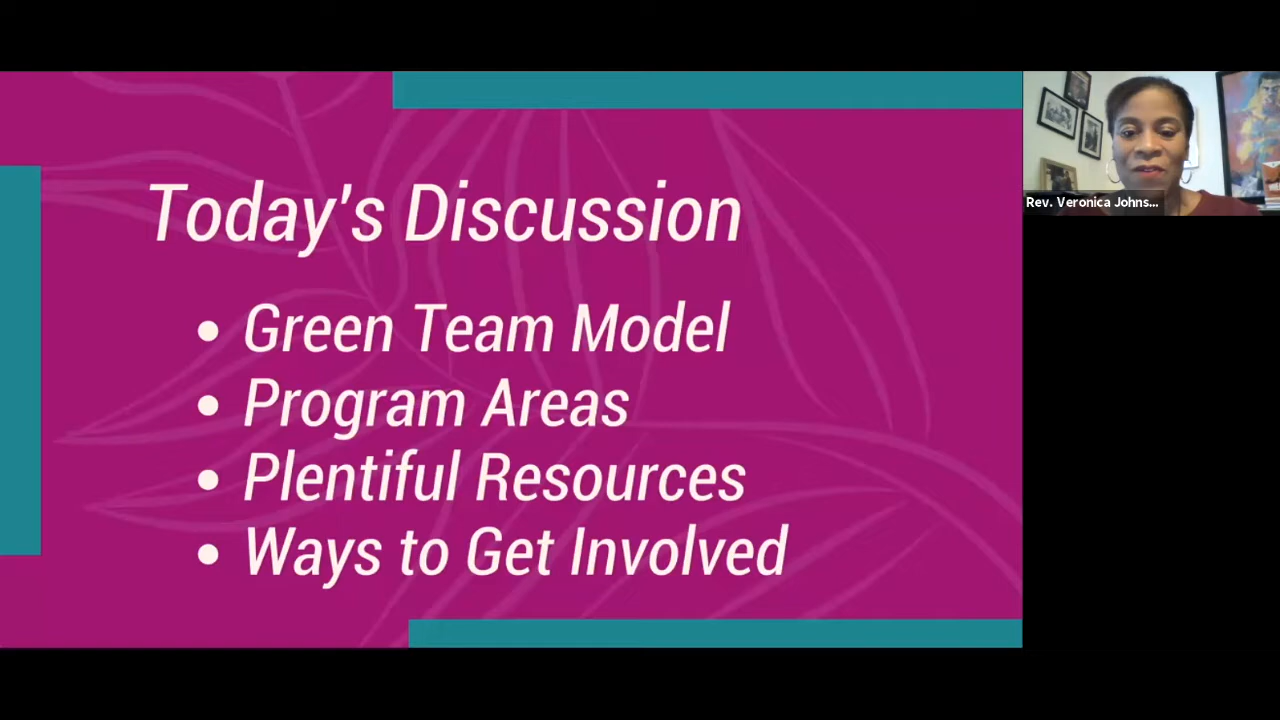 Today's Discussion
• Green Team Model
• Program Areas
• Plentiful Resources
• Ways to Get Involved
Rev. Veronica Johns...